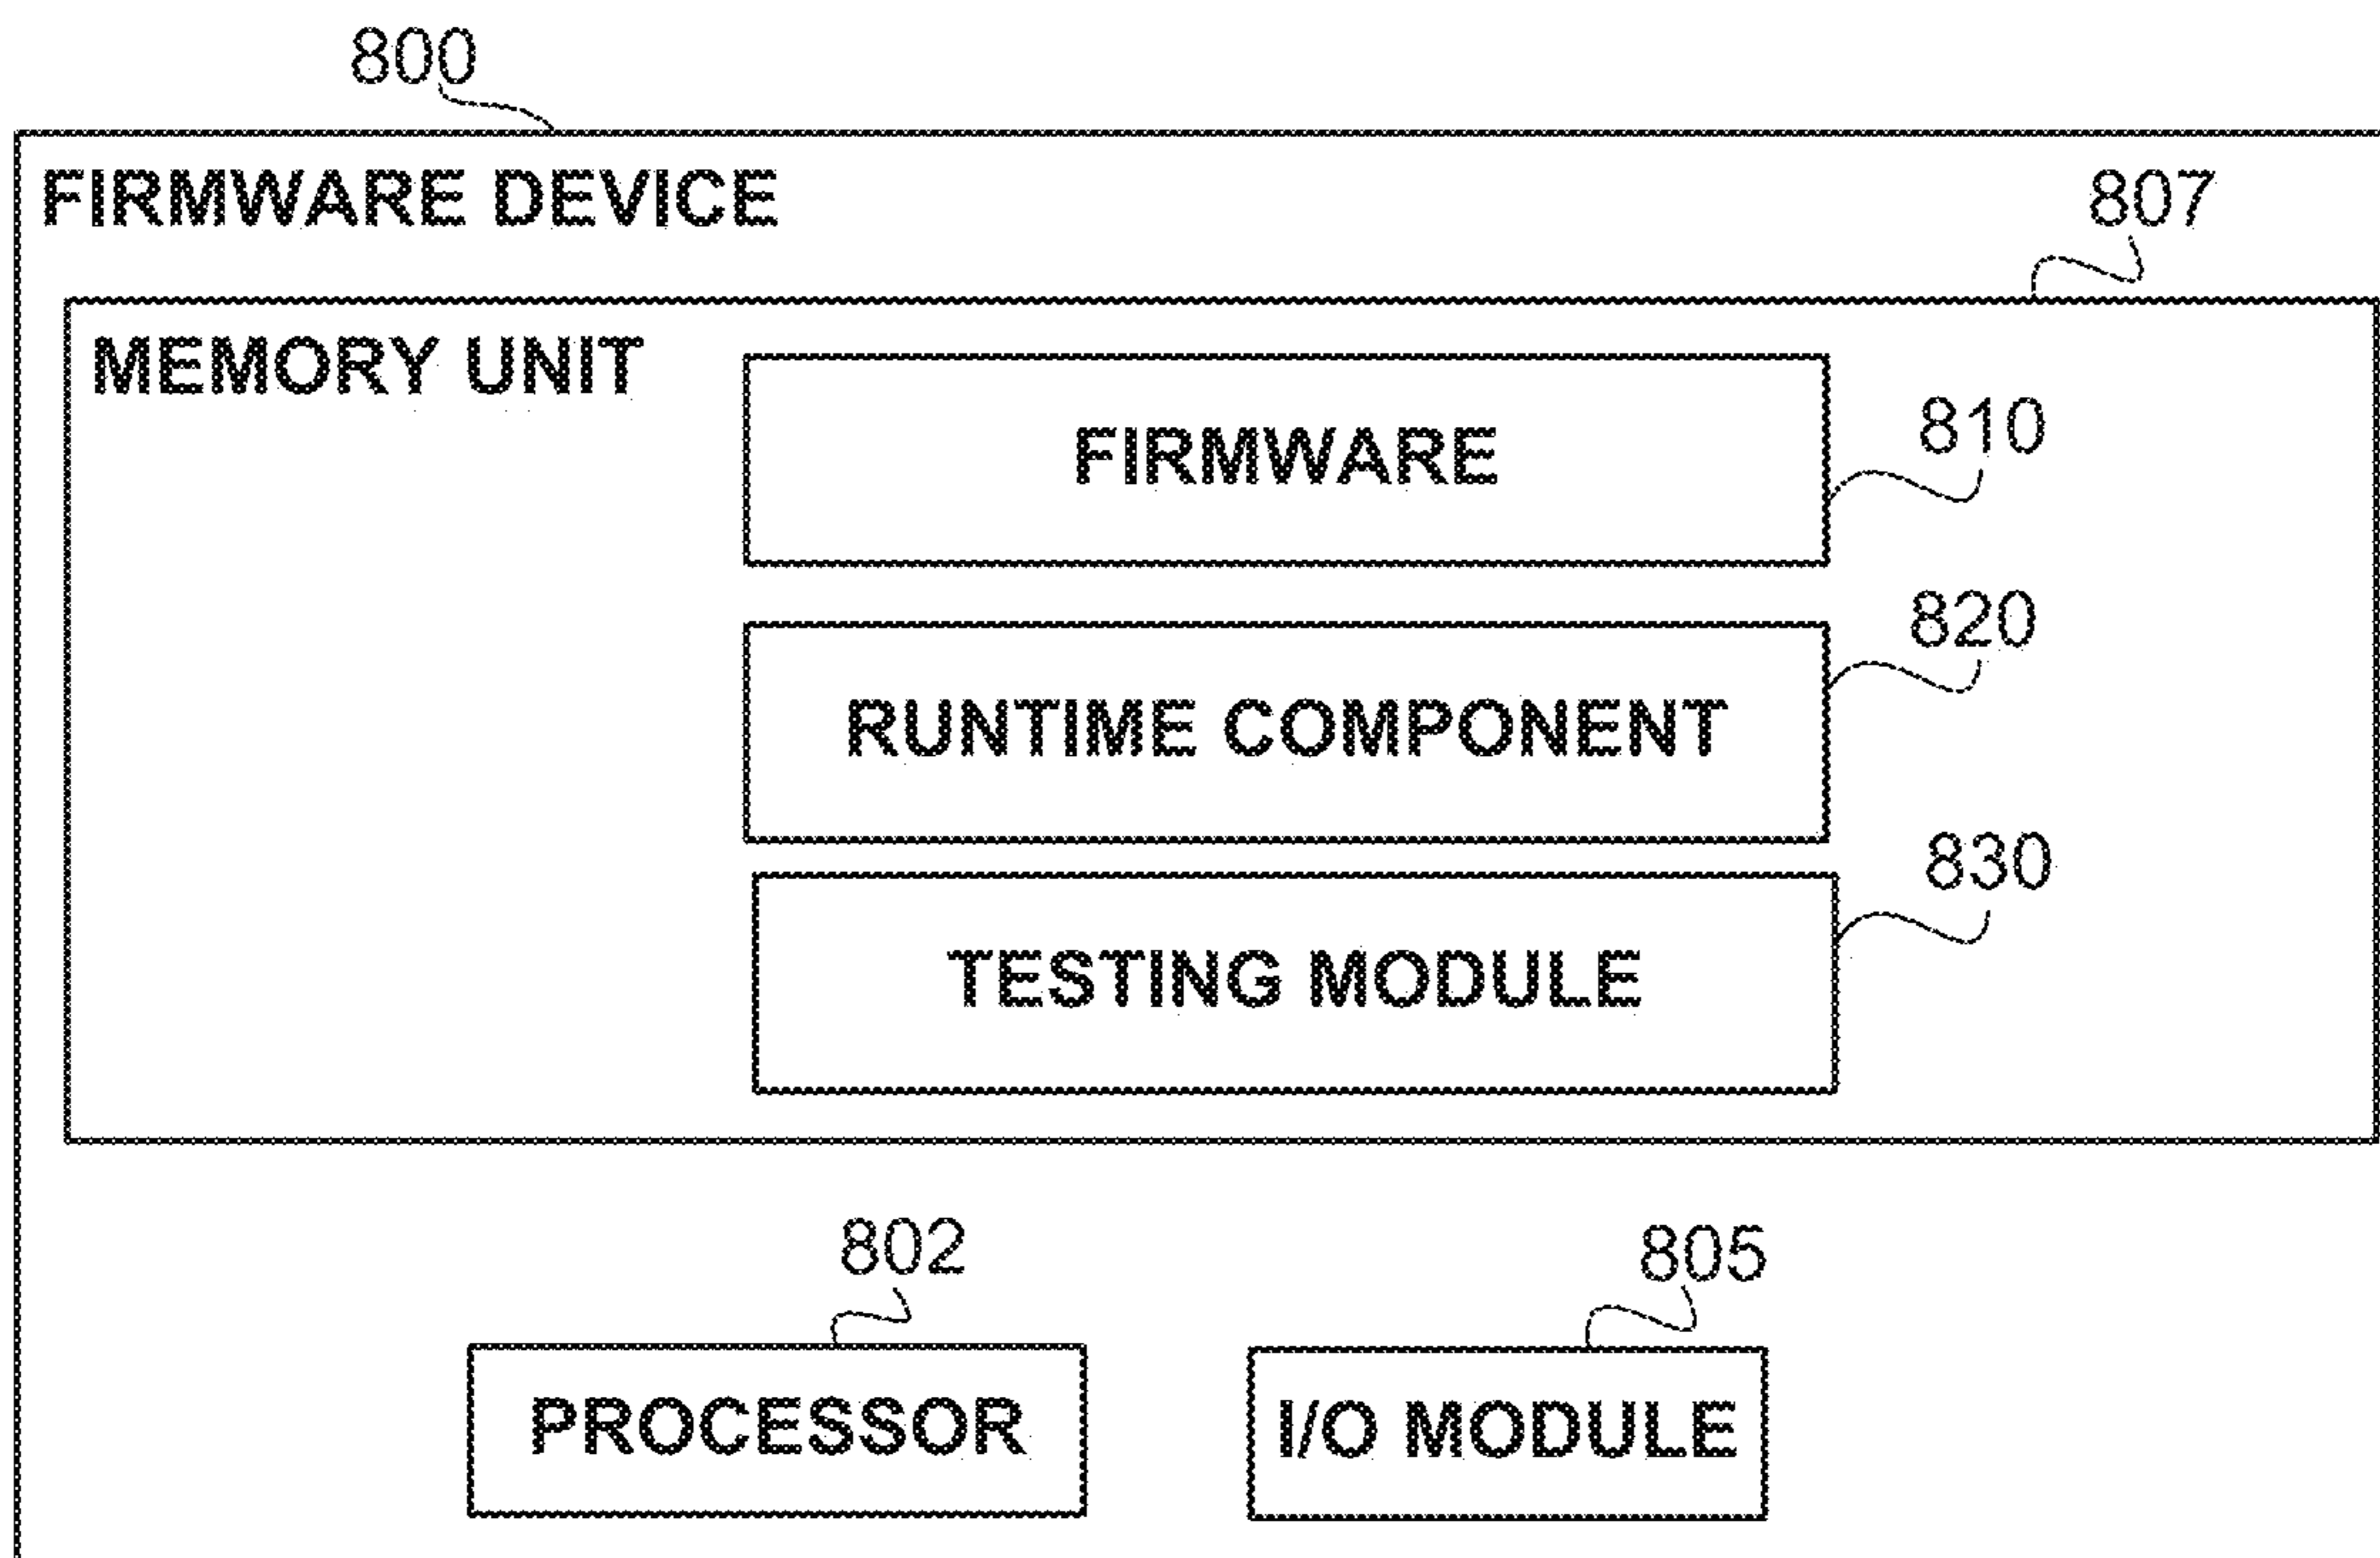 800
FIRMWARE DEVICE
807
MEMORY UNIT
FIRMWARE
810
820
RUNTIME COMPONENT
830
TESTING MODULE
802
805
PROCESSOR
I/O MODULE